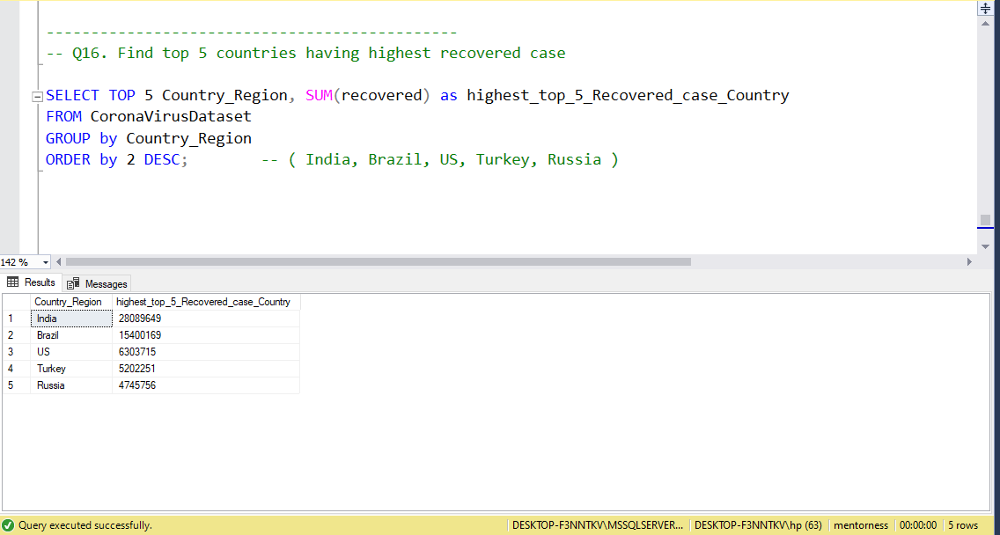 ----------------------------------------------
-- Q16. Find top 5 countries having highest recovered case
SELECT TOP 5 Country_Region, SUM(recovered) as highest_top_5_Recovered_case_Country
FROM CoronaVirusDataset
GROUP by Country_Region
ORDER by 2 DESC; -- ( India, Brazil, US, Turkey, Russia )
142 %
Results Messages
Country_Region highest_top_5_Recovered_case_Country
1 India 28089649
2 Brazil 15400169
3 US 6303715
4 Turkey 5202251
5 Russia 4745756
Query executed successfully. DESKTOP-F3NNTKV\MSSQLSERVER... DESKTOP-F3NNTKV\hp (63) mentorness 00:00:00 5 rows